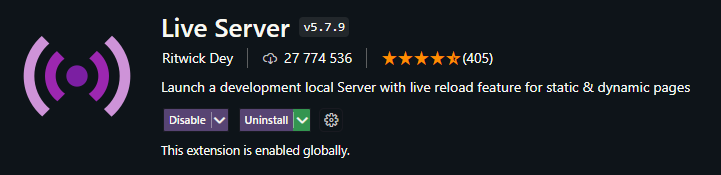 Live Server v5.7.9
Ritwick Dey 27 774 536 (405)
Launch a development local Server with live reload feature for static & dynamic pages
Disable Uninstall
This extension is enabled globally.